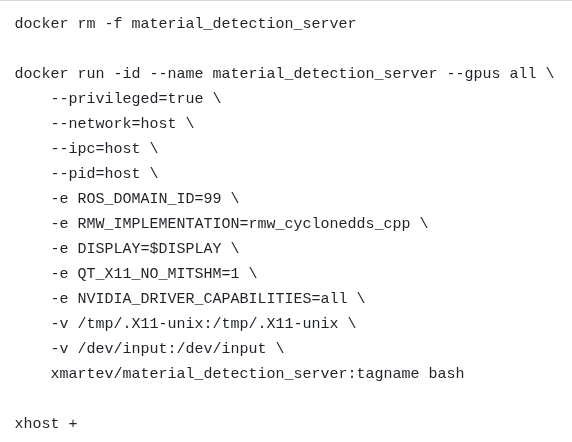 docker rm -f material_detection_server

docker run -id --name material_detection_server --gpus all \
    --privileged=true \
    --network=host \
    --ipc=host \
    --pid=host \
    -e ROS_DOMAIN_ID=99 \
    -e RMW_IMPLEMENTATION=rmw_cyclonedds_cpp \
    -e DISPLAY=$DISPLAY \
    -e QT_X11_NO_MITSHM=1 \
    -e NVIDIA_DRIVER_CAPABILITIES=all \
    -v /tmp/.X11-unix:/tmp/.X11-unix \
    -v /dev/input:/dev/input \
    xmartev/material_detection_server:tagname bash

xhost +